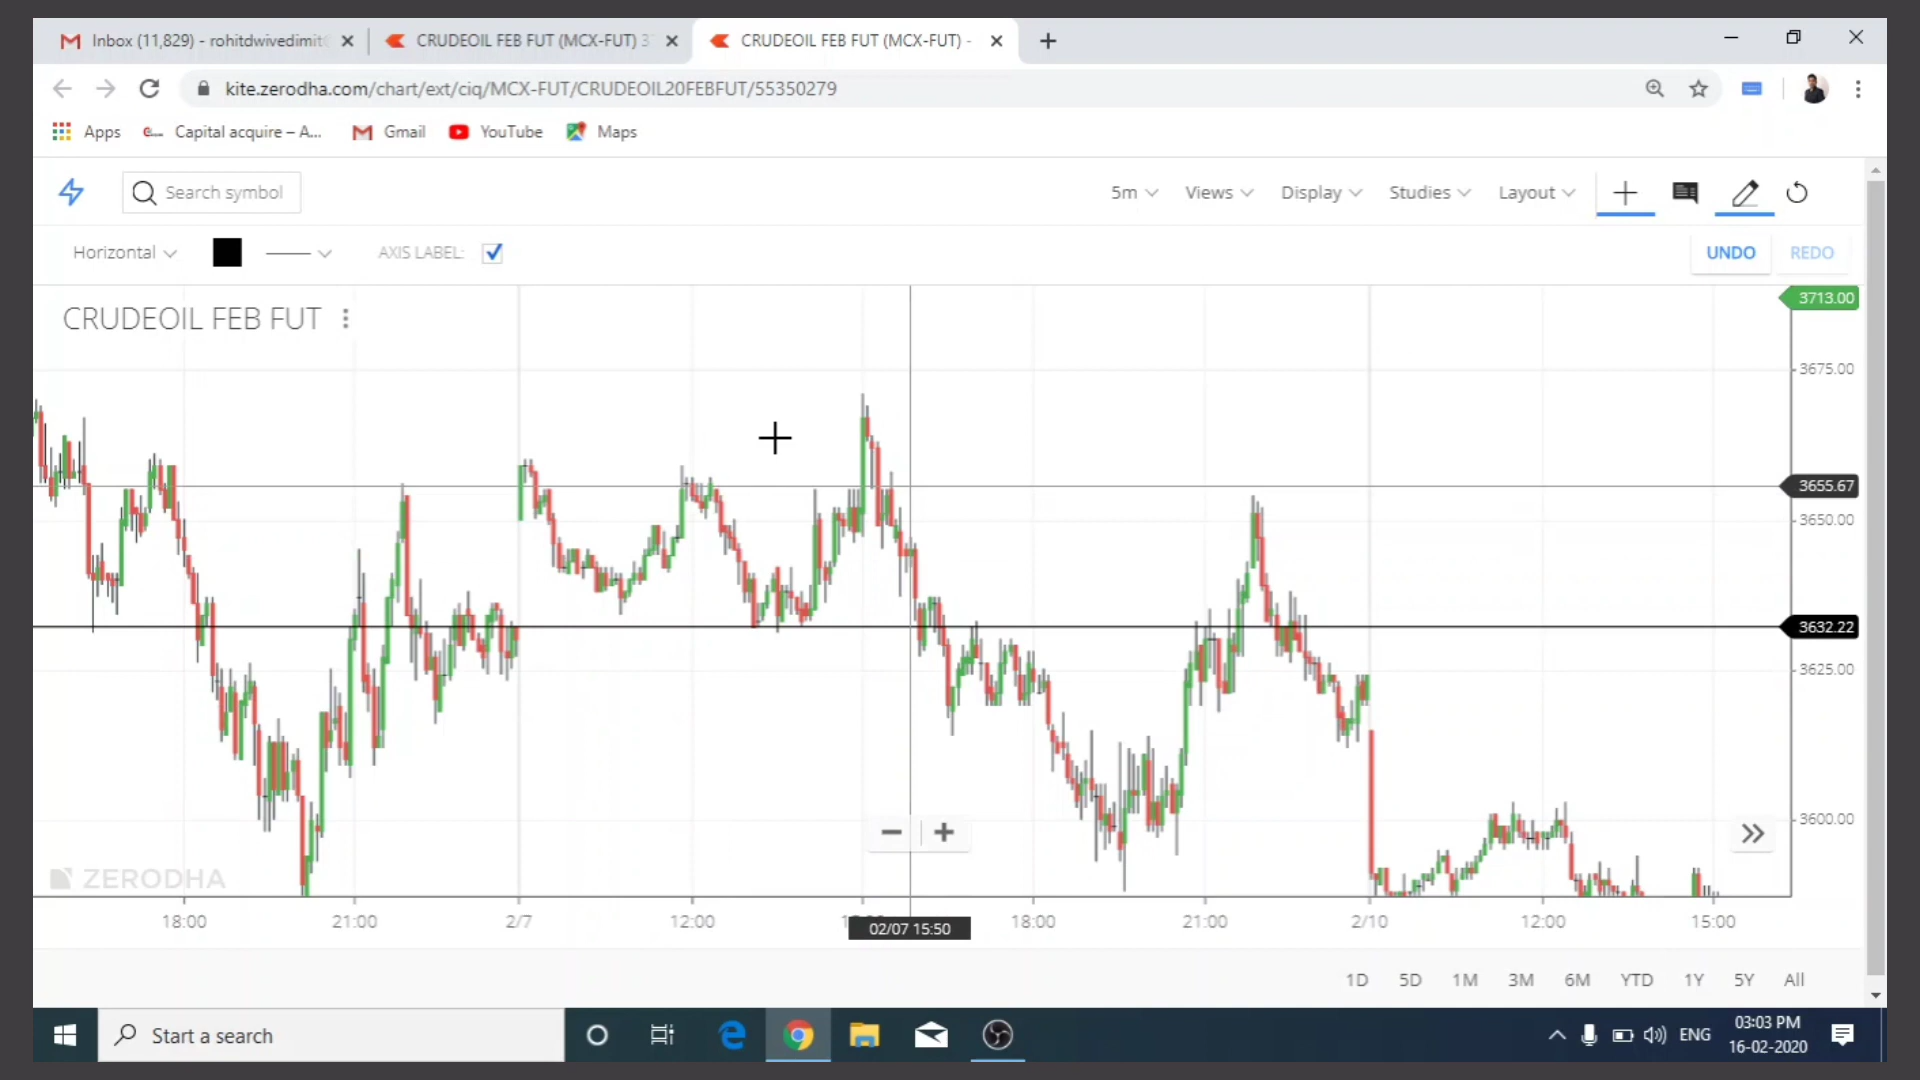 Inbox (11,829) - rohitdwivedimit
CRUDEOIL FEB FUT (MCX-FUT) 3
CRUDEOIL FEB FUT (MCX-FUT) -
kite.zerodha.com/chart/ext/ciq/MCX-FUT/CRUDEOIL20FEBFUT/55350279
Apps
Capital acquire – A...
Gmail
YouTube
Maps
Search symbol
5m
Views
Display
Studies
Layout
Horizontal
AXIS LABEL:
UNDO
REDO
CRUDEOIL FEB FUT
3713.00
3675.00
3655.67
3650.00
3632.22
3625.00
3600.00
ZERODHA
18:00
21:00
2/7
12:00
02/07 15:50
18:00
21:00
2/10
12:00
15:00
1D
5D
1M
3M
6M
YTD
1Y
5Y
All
Start a search
ENG
03:03 PM
16-02-2020